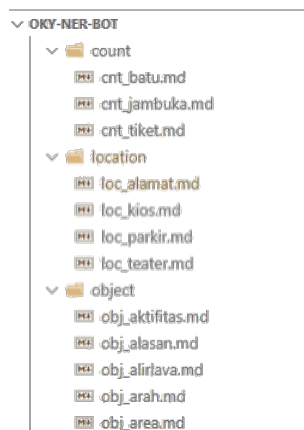 OKY-NER-BOT
count
cnt_batu.md
cnt_jambuka.md
cnt_tiket.md
location
loc_alamat.md
loc_kios.md
loc_parkir.md
loc_teater.md
object
obj_aktifitas.md
obj_alasan.md
obj_alirlava.md
obj_arah.md
obj_area.md